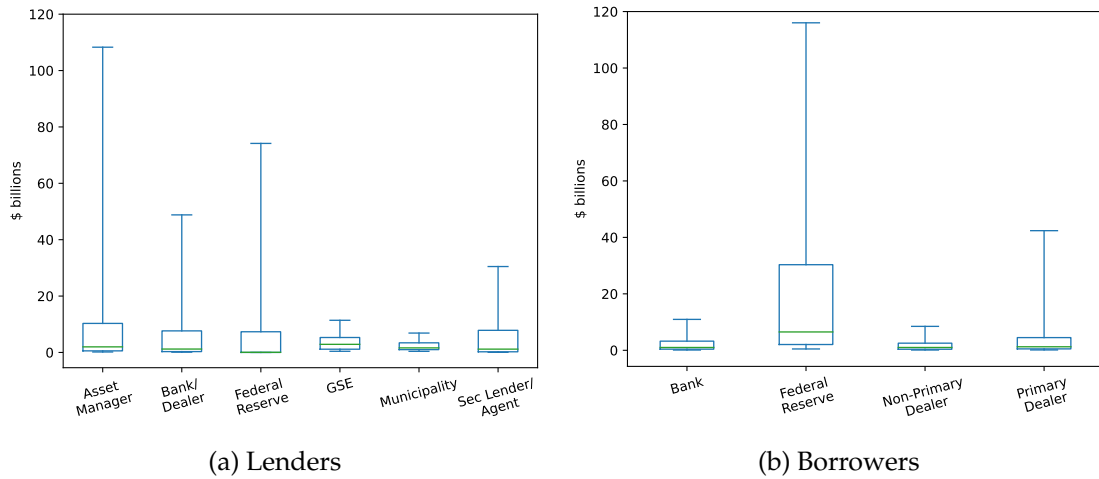 120
100
80
60
40
20
0
$ billions
Asset
Manager
Bank/
Dealer
Federal
Reserve
GSE
Municipality
Sec Lender/
Agent
(a) Lenders
120
100
80
60
40
20
0
$ billions
Bank
Federal
Reserve
Non-Primary
Dealer
Primary
Dealer
(b) Borrowers